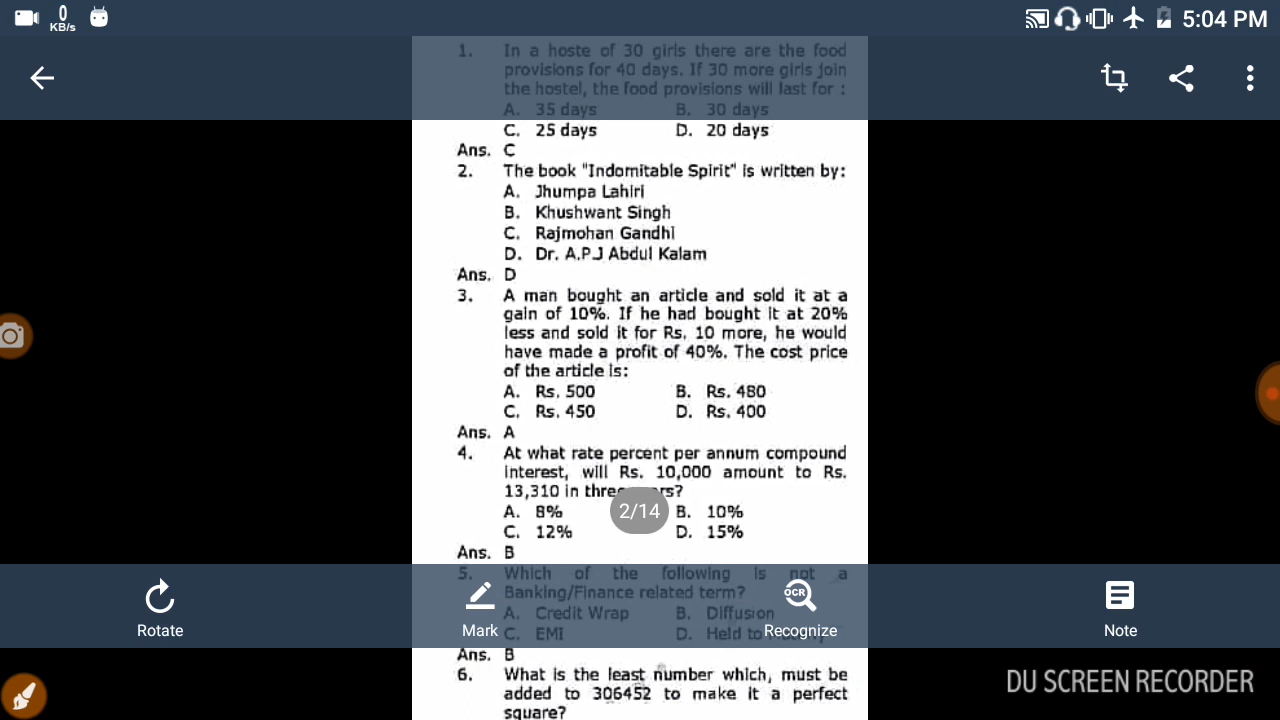 0
KB/s
5:04 PM
1. In a hoste of 30 girls there are the food
provisions for 40 days. If 30 more girls join
the hostel, the food provisions will last for :
A. 35 days B. 30 days
C. 25 days D. 20 days
Ans. C
2. The book "Indomitable Spirit" is written by:
A. Jhumpa Lahiri
B. Khushwant Singh
C. Rajmohan Gandhi
D. Dr. A.P.J Abdul Kalam
Ans. D
3. A man bought an article and sold it at a
gain of 10%. If he had bought it at 20%
less and sold it for Rs. 10 more, he would
have made a profit of 40%. The cost price
of the article is:
A. Rs. 500 B. Rs. 480
C. Rs. 450 D. Rs. 400
Ans. A
4. At what rate percent per annum compound
interest, will Rs. 10,000 amount to Rs.
13,310 in
2/14
A. 8% B. 10%
C. 12% D. 15%
Ans. B
5. Which of the following is not a
Banking/Finance related term?
A. Credit Wrap B. Diffusion
C. EMI D. Held to
Rotate
Mark
OCR
Recognize
Note
Ans. B
6. What is the least number which, must be
added to 306452 to make it a perfect
square?
DU SCREEN RECORDER